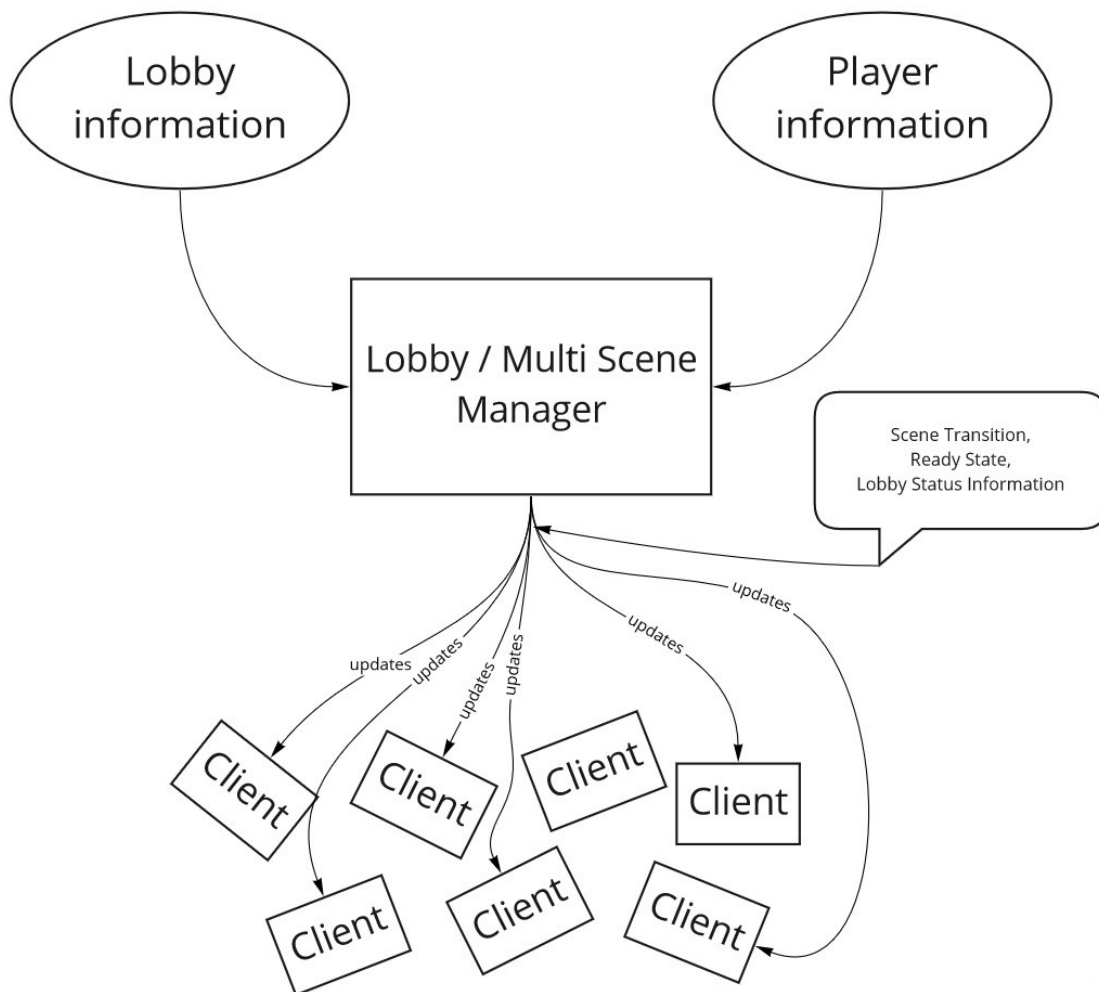 Lobby
information
Player
information
Lobby / Multi Scene
Manager
Scene Transition,
Ready State,
Lobby Status Information
updates
updates
updates
updates
updates
updates
Client
Client
Client
Client
Client
Client
Client